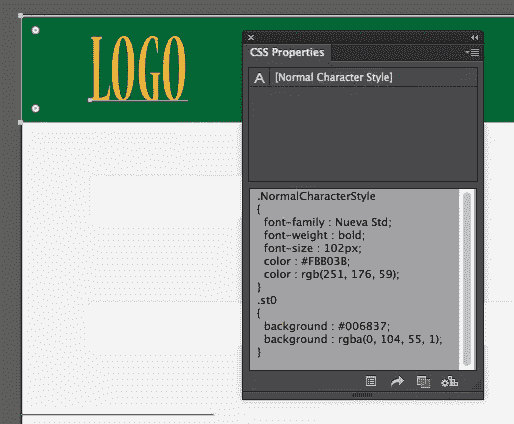 LOGO
CSS Properties
A [Normal Character Style]
.NormalCharacterStyle
{
font-family : Nueva Std;
font-weight : bold;
font-size : 102px;
color : #FBB03B;
color : rgb(251, 176, 59);
}
.st0
{
background : #006837;
background : rgba(0, 104, 55, 1);
}